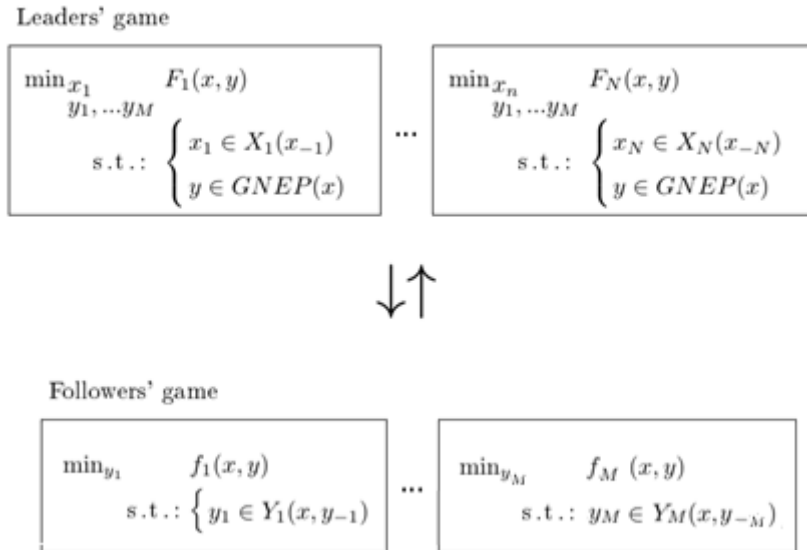 Leaders' game
min_{x_1} F_1(x, y) ... min_{x_n} F_N(x, y)
y_1, ...y_M y_1, ...y_M
s.t.: { x_1 ∈ X_1(x_{-1}) s.t.: { x_N ∈ X_N(x_{-N})
y ∈ GNEP(x) y ∈ GNEP(x)
↓↑
Followers' game
min_{y_1} f_1(x, y) ... min_{y_M} f_M (x, y)
s.t.: { y_1 ∈ Y_1(x, y_{-1}) s.t.: y_M ∈ Y_M(x, y_{-M})